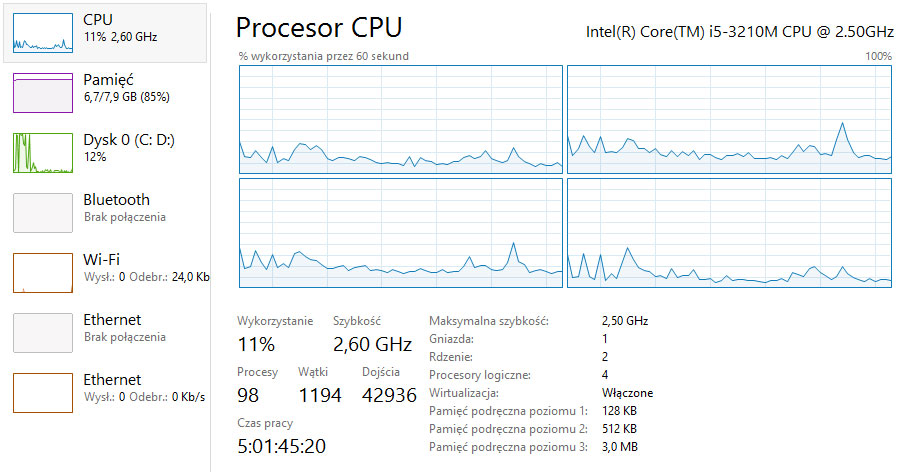 CPU
11% 2,60 GHz
Pamięć
6,7/7,9 GB (85%)
Dysk 0 (C: D:)
12%
Bluetooth
Brak połączenia
Wi-Fi
Wysł.: 0 Odebr.: 24,0 Kb
Ethernet
Brak połączenia
Ethernet
Wysł.: 0 Odebr.: 0 Kb/s
Procesor CPU
Intel(R) Core(TM) i5-3210M CPU @ 2.50GHz
% wykorzystania przez 60 sekund
100%
Wykorzystanie Szybkość
11% 2,60 GHz
Procesy Wątki Dojścia
98 1194 42936
Czas pracy
5:01:45:20
Maksymalna szybkość: 2,50 GHz
Gniazda: 1
Rdzenie: 2
Procesory logiczne: 4
Wirtualizacja: Włączone
Pamięć podręczna poziomu 1: 128 KB
Pamięć podręczna poziomu 2: 512 KB
Pamięć podręczna poziomu 3: 3,0 MB